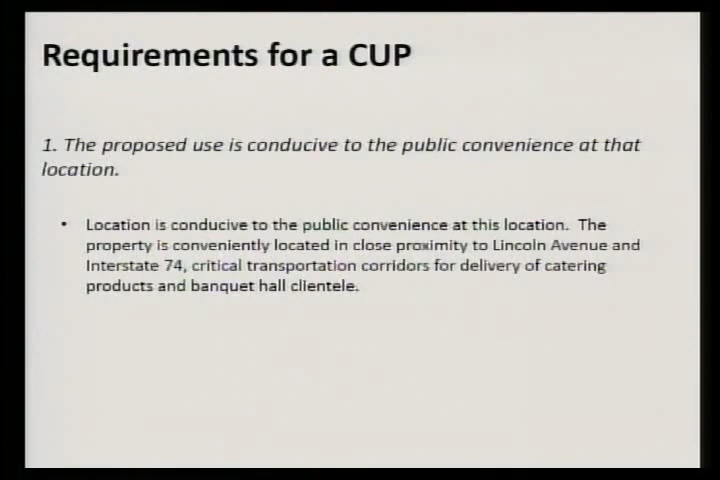 Requirements for a CUP
1. The proposed use is conducive to the public convenience at that
location.
• Location is conducive to the public convenience at this location. The
property is conveniently located in close proximity to Lincoln Avenue and
Interstate 74, critical transportation corridors for delivery of catering
products and banquet hall clientele.